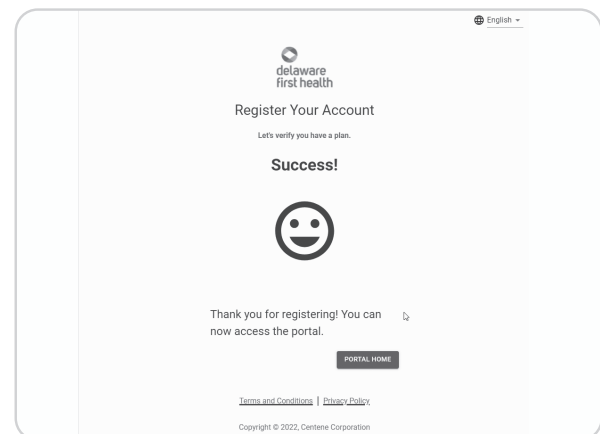 English
delaware
first health
Register Your Account
Let's verify you have a plan.
Success!
Thank you for registering! You can
now access the portal.
PORTAL HOME
Terms and Conditions | Privacy Policy
Copyright © 2022, Centene Corporation